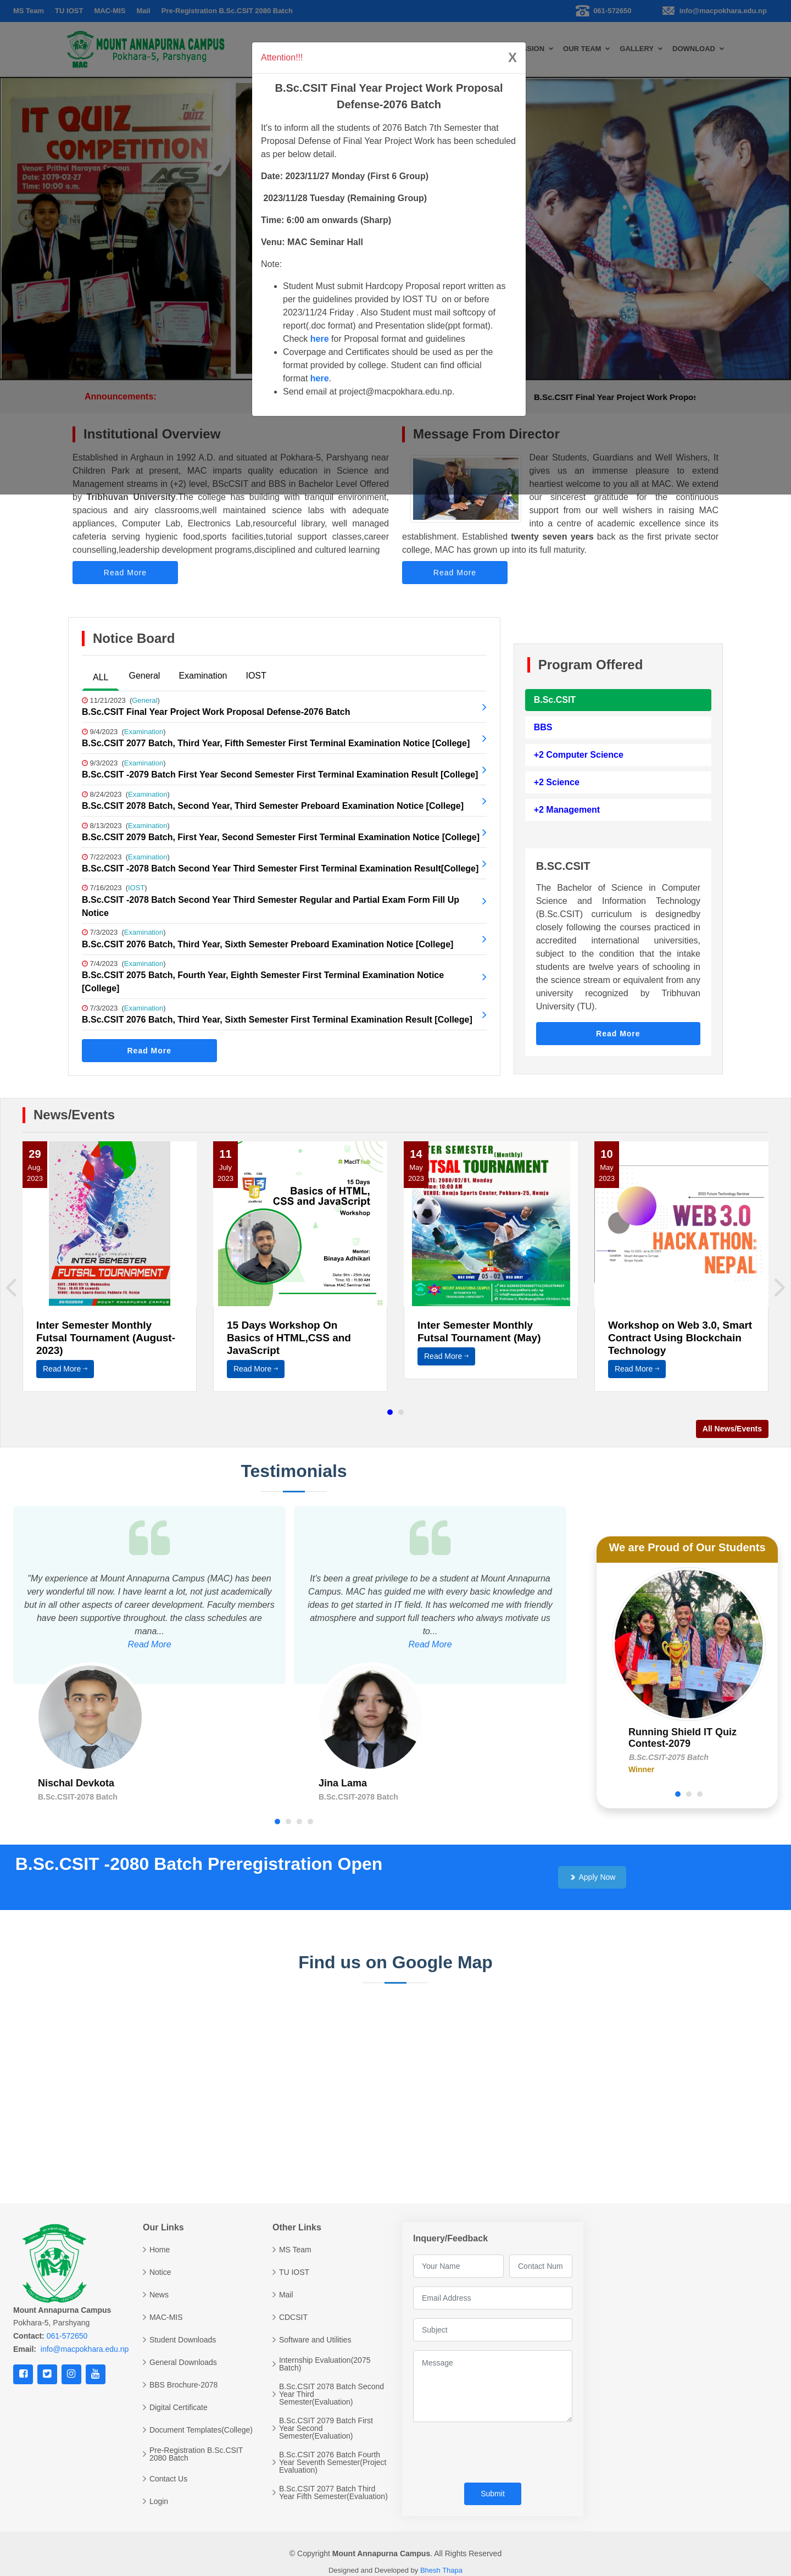 MS Team TU IOST MAC-MIS Mail Pre-Registration B.Sc.CSIT 2080 Batch 061-572650 info@macpokhara.edu.np
MOUNT ANNAPURNA CAMPUS
Pokhara-5, Parshyang
OUR TEAM GALLERY DOWNLOAD
IT QUIZ
COMPETITION
Venue: Prithvi Narayan Campus
Time: 10:00 a.m.
ACS
Attention!!!
X
B.Sc.CSIT Final Year Project Work Proposal
Defense-2076 Batch
It's to inform all the students of 2076 Batch 7th Semester that
Proposal Defense of Final Year Project Work has been scheduled
as per below detail.
Date: 2023/11/27 Monday (First 6 Group)
2023/11/28 Tuesday (Remaining Group)
Time: 6:00 am onwards (Sharp)
Venu: MAC Seminar Hall
Note:
Student Must submit Hardcopy Proposal report written as
per the guidelines provided by IOST TU on or before
2023/11/24 Friday . Also Student must mail softcopy of
report(.doc format) and Presentation slide(ppt format).
Check here for Proposal format and guidelines
Coverpage and Certificates should be used as per the
format provided by college. Student can find official
format here.
Send email at project@macpokhara.edu.np.
Announcements:
B.Sc.CSIT Final Year Project Work Propos
Institutional Overview
Established in Arghaun in 1992 A.D. and situated at Pokhara-5, Parshyang near
Children Park at present, MAC imparts quality education in Science and
Management streams in (+2) level, BScCSIT and BBS in Bachelor Level Offered
by Tribhuvan University.The college has building with tranquil environment,
spacious and airy classrooms,well maintained science labs with adequate
appliances, Computer Lab, Electronics Lab,resourceful library, well managed
cafeteria serving hygienic food,sports facilities,tutorial support classes,career
counselling,leadership development programs,disciplined and cultured learning
Read More
Message From Director
Dear Students, Guardians and Well Wishers, It
gives us an immense pleasure to extend
heartiest welcome to you all at MAC. We extend
our sincerest gratitude for the continuous
support from our well wishers in raising MAC
into a centre of academic excellence since its
establishment. Established twenty seven years back as the first private sector
college, MAC has grown up into its full maturity.
Read More
Notice Board
ALL General Examination IOST
11/21/2023 (General)
B.Sc.CSIT Final Year Project Work Proposal Defense-2076 Batch
9/4/2023 (Examination)
B.Sc.CSIT 2077 Batch, Third Year, Fifth Semester First Terminal Examination Notice [College]
9/3/2023 (Examination)
B.Sc.CSIT -2079 Batch First Year Second Semester First Terminal Examination Result [College]
8/24/2023 (Examination)
B.Sc.CSIT 2078 Batch, Second Year, Third Semester Preboard Examination Notice [College]
8/13/2023 (Examination)
B.Sc.CSIT 2079 Batch, First Year, Second Semester First Terminal Examination Notice [College]
7/22/2023 (Examination)
B.Sc.CSIT -2078 Batch Second Year Third Semester First Terminal Examination Result[College]
7/16/2023 (IOST)
B.Sc.CSIT -2078 Batch Second Year Third Semester Regular and Partial Exam Form Fill Up
Notice
7/3/2023 (Examination)
B.Sc.CSIT 2076 Batch, Third Year, Sixth Semester Preboard Examination Notice [College]
7/4/2023 (Examination)
B.Sc.CSIT 2075 Batch, Fourth Year, Eighth Semester First Terminal Examination Notice
[College]
7/3/2023 (Examination)
B.Sc.CSIT 2076 Batch, Third Year, Sixth Semester First Terminal Examination Result [College]
Read More
Program Offered
B.Sc.CSIT
BBS
+2 Computer Science
+2 Science
+2 Management
B.SC.CSIT
The Bachelor of Science in Computer
Science and Information Technology
(B.Sc.CSIT) curriculum is designedby
closely following the courses practiced in
accredited international universities,
subject to the condition that the intake
students are twelve years of schooling in
the science stream or equivalent from any
university recognized by Tribhuvan
University (TU).
Read More
News/Events
29
Aug.
2023
INTER SEMESTER
FUTSAL TOURNAMENT
Inter Semester Monthly
Futsal Tournament (August-
2023)
Read More
11
July
2023
15 Days
Basics of HTML,
CSS and JavaScript
Workshop
Mentor:
Binaya Adhikari
15 Days Workshop On
Basics of HTML,CSS and
JavaScript
Read More
14
May
2023
TER SEMESTER (Monthly)
FUTSAL TOURNAMENT
DATE: 2080/02/01, Monday
Time: 10:00 AM
VENUE: Hemja Sports Center, Pokhara-25, Hemja
Inter Semester Monthly
Futsal Tournament (May)
Read More
10
May
2023
WEB 3.0
HACKATHON:
NEPAL
Workshop on Web 3.0, Smart
Contract Using Blockchain
Technology
Read More
All News/Events
Testimonials
"My experience at Mount Annapurna Campus (MAC) has been
very wonderful till now. I have learnt a lot, not just academically
but in all other aspects of career development. Faculty members
have been supportive throughout. the class schedules are
mana...
Read More
Nischal Devkota
B.Sc.CSIT-2078 Batch
It's been a great privilege to be a student at Mount Annapurna
Campus. MAC has guided me with every basic knowledge and
ideas to get started in IT field. It has welcomed me with friendly
atmosphere and support full teachers who always motivate us
to...
Read More
Jina Lama
B.Sc.CSIT-2078 Batch
We are Proud of Our Students
Running Shield IT Quiz
Contest-2079
B.Sc.CSIT-2075 Batch
Winner
B.Sc.CSIT -2080 Batch Preregistration Open
Apply Now
Find us on Google Map
Mount Annapurna Campus
Pokhara-5, Parshyang
Contact: 061-572650
Email: info@macpokhara.edu.np
Our Links
Home
Notice
News
MAC-MIS
Student Downloads
General Downloads
BBS Brochure-2078
Digital Certificate
Document Templates(College)
Pre-Registration B.Sc.CSIT
2080 Batch
Contact Us
Login
Other Links
MS Team
TU IOST
Mail
CDCSIT
Software and Utilities
Internship Evaluation(2075
Batch)
B.Sc.CSIT 2078 Batch Second
Year Third
Semester(Evaluation)
B.Sc.CSIT 2079 Batch First
Year Second
Semester(Evaluation)
B.Sc.CSIT 2076 Batch Fourth
Year Seventh Semester(Project
Evaluation)
B.Sc.CSIT 2077 Batch Third
Year Fifth Semester(Evaluation)
Inquery/Feedback
Your Name
Contact Num
Email Address
Subject
Message
Submit
© Copyright Mount Annapurna Campus. All Rights Reserved
Designed and Developed by Bhesh Thapa